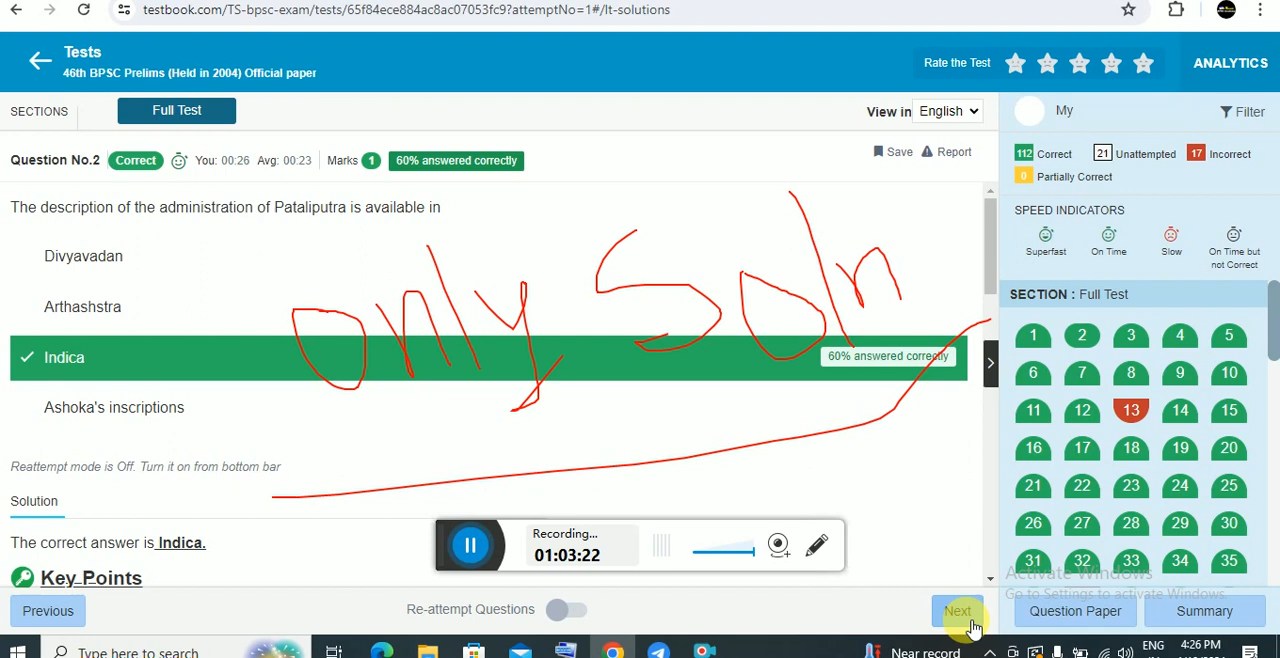 testbook.com/TS-bpsc-exam/tests/65f84ece884ac8ac07053fc9?attemptNo=1#/lt-solutions
Tests
46th BPSC Prelims (Held in 2004) Official paper
Rate the Test
ANALYTICS
SECTIONS
Full Test
View in English
My
Filter
Question No.2 Correct You: 00:26 Avg: 00:23 Marks 1 60% answered correctly
Save Report
112 Correct 21 Unattempted 17 Incorrect
0 Partially Correct
SPEED INDICATORS
Superfast On Time Slow On Time but not Correct
The description of the administration of Pataliputra is available in
Divyavadan
Arthashstra
Indica
60% answered correctly
Ashoka's inscriptions
only Soln
SECTION : Full Test
1 2 3 4 5
6 7 8 9 10
11 12 13 14 15
16 17 18 19 20
21 22 23 24 25
26 27 28 29 30
31 32 33 34 35
Reattempt mode is Off. Turn it on from bottom bar
Solution
The correct answer is Indica.
Key Points
Recording...
01:03:22
Activate Windows
Go to Settings to activate Windows.
Previous
Re-attempt Questions
Next
Question Paper
Summary
Type here to search
Near record
ENG
4:26 PM